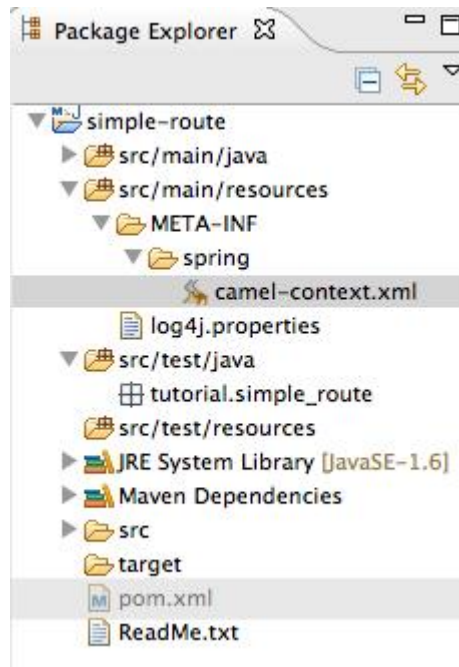 Package Explorer
simple-route
src/main/java
src/main/resources
META-INF
spring
camel-context.xml
log4j.properties
src/test/java
tutorial.simple_route
src/test/resources
JRE System Library [JavaSE-1.6]
Maven Dependencies
src
target
pom.xml
ReadMe.txt